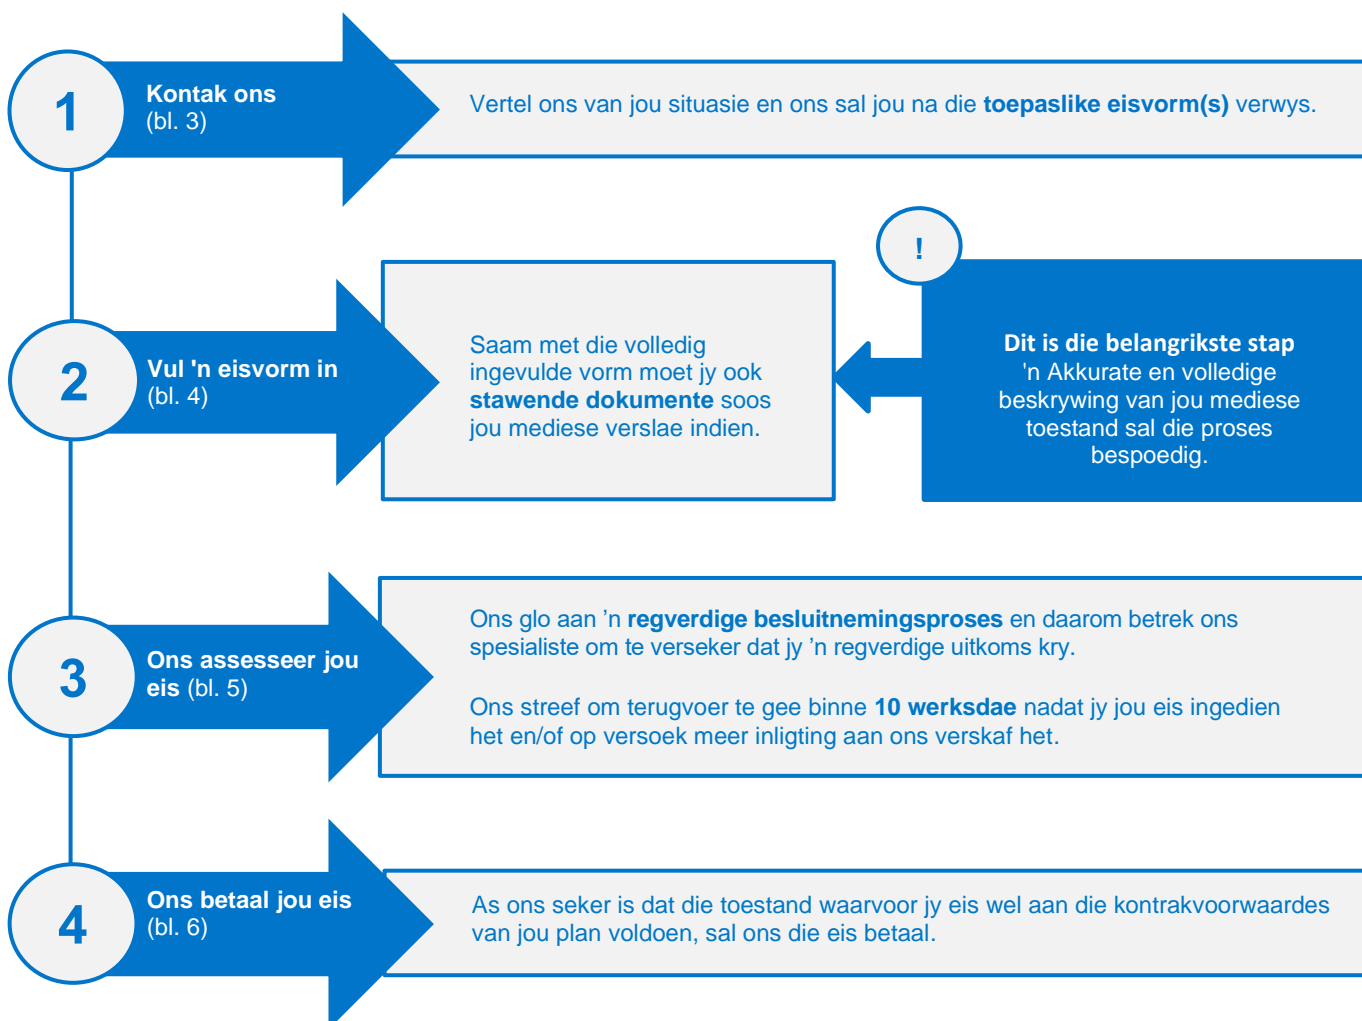 1
Kontak ons
(bl. 3)
Vertel ons van jou situasie en ons sal jou na die toepaslike eisvorm(s) verwys.
2
Vul 'n eisvorm in
(bl. 4)
Saam met die volledig
ingevulde vorm moet jy ook
stawende dokumente soos
jou mediese verslae indien.
!
Dit is die belangrikste stap
'n Akkurate en volledige
beskrywing van jou mediese
toestand sal die proses
bespoedig.
3
Ons assesseer jou
eis (bl. 5)
Ons glo aan ’n regverdige besluitnemingsproses en daarom betrek ons
spesialiste om te verseker dat jy ’n regverdige uitkoms kry.
Ons streef om terugvoer te gee binne 10 werksdae nadat jy jou eis ingedien
het en/of op versoek meer inligting aan ons verskaf het.
4
Ons betaal jou eis
(bl. 6)
As ons seker is dat die toestand waarvoor jy eis wel aan die kontrakvoorwaardes
van jou plan voldoen, sal ons die eis betaal.